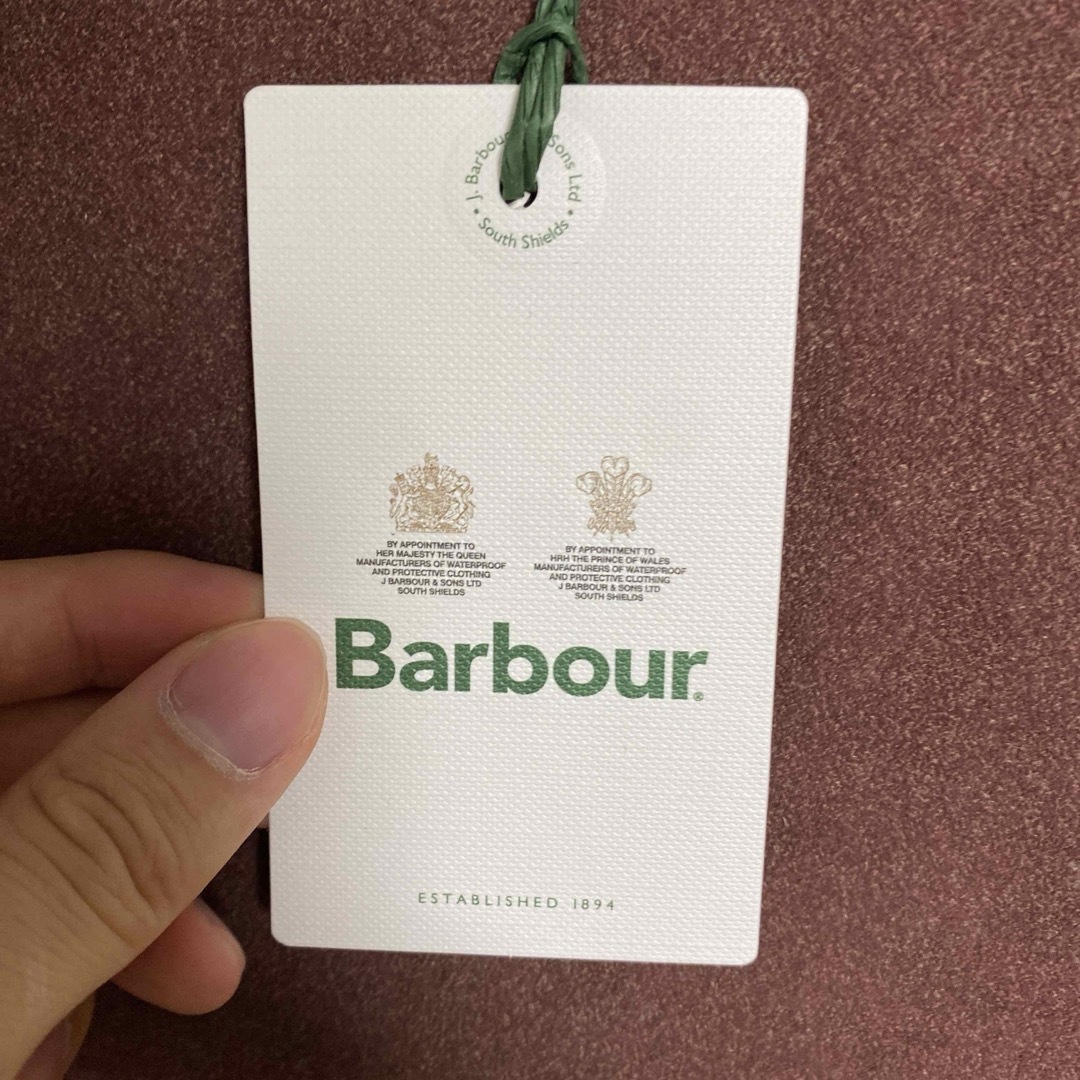 J. Barbour Sons Ltd
• South Shields •
BY APPOINTMENT TO
HER MAJESTY THE QUEEN
MANUFACTURERS OF WATERPROOF
AND PROTECTIVE CLOTHING
J BARBOUR & SONS LTD
SOUTH SHIELDS
BY APPOINTMENT TO
HRH THE PRINCE OF WALES
MANUFACTURERS OF WATERPROOF
AND PROTECTIVE CLOTHING
J BARBOUR & SONS LTD
SOUTH SHIELDS
Barbour®
ESTABLISHED 1894